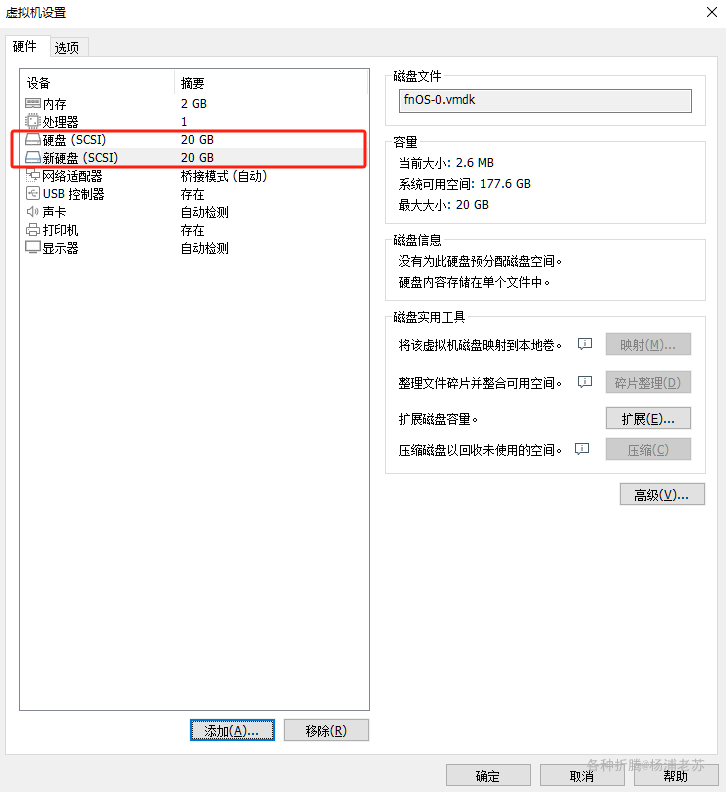 虚拟机设置
硬件 选项
设备 摘要
内存 2 GB
处理器 1
硬盘 (SCSI) 20 GB
新硬盘 (SCSI) 20 GB
网络适配器 桥接模式 (自动)
USB 控制器 存在
声卡 自动检测
打印机 存在
显示器 自动检测
添加(A)... 移除(R)
磁盘文件
fnOS-0.vmdk
容量
当前大小: 2.6 MB
系统可用空间: 177.6 GB
最大大小: 20 GB
磁盘信息
没有为此硬盘预分配磁盘空间。
硬盘内容存储在单个文件中。
磁盘实用工具
将该虚拟机磁盘映射到本地卷。 映射(M)...
整理文件碎片并整合可用空间。 碎片整理(D)
扩展磁盘容量。 扩展(E)...
压缩磁盘以回收未使用的空间。 压缩(C)
高级(V)...
各种折腾@杨浦老苏
确定 取消 帮助